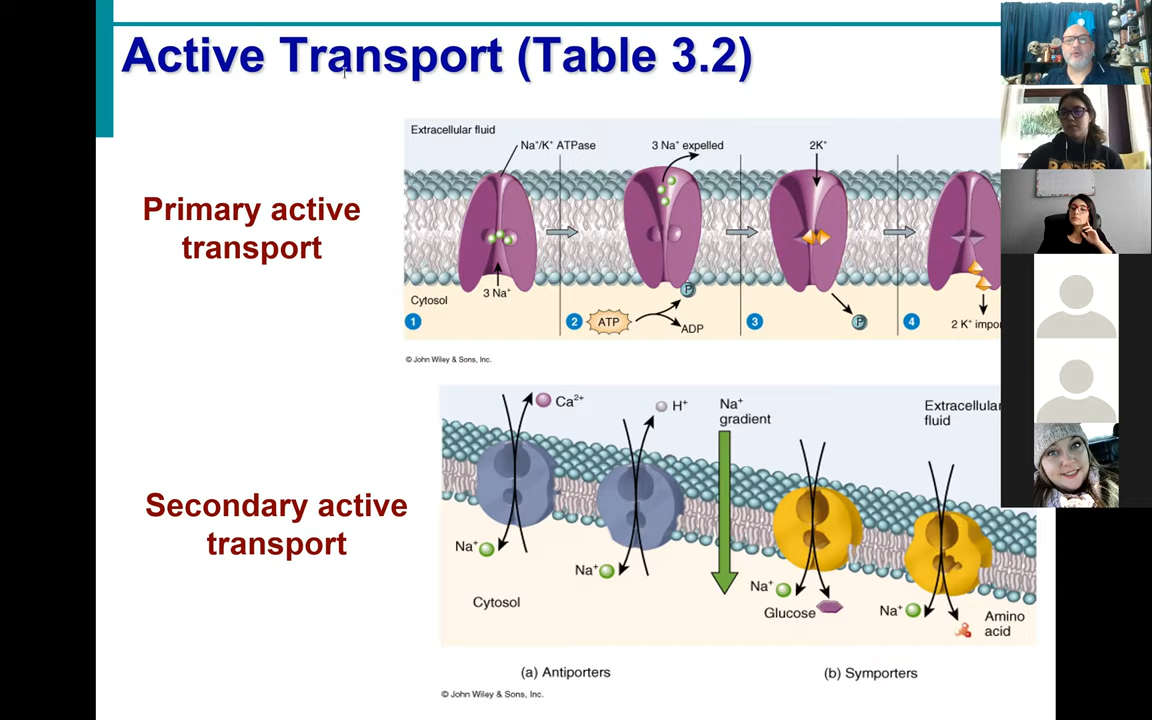 Active Transport (Table 3.2)
Primary active
transport
Extracellular fluid
Na⁺/K⁺ ATPase
3 Na⁺ expelled
2K⁺
3 Na⁺
Cytosol
P
P
1
2
ATP
ADP
3
4
2 K⁺ impo
© John Wiley & Sons, Inc.
Secondary active
transport
Ca²⁺
H⁺
Na⁺
gradient
Extracellular
fluid
Na⁺
Na⁺
Na⁺
Glucose
Na⁺
Amino
acid
Cytosol
(a) Antiporters
(b) Symporters
© John Wiley & Sons, Inc.